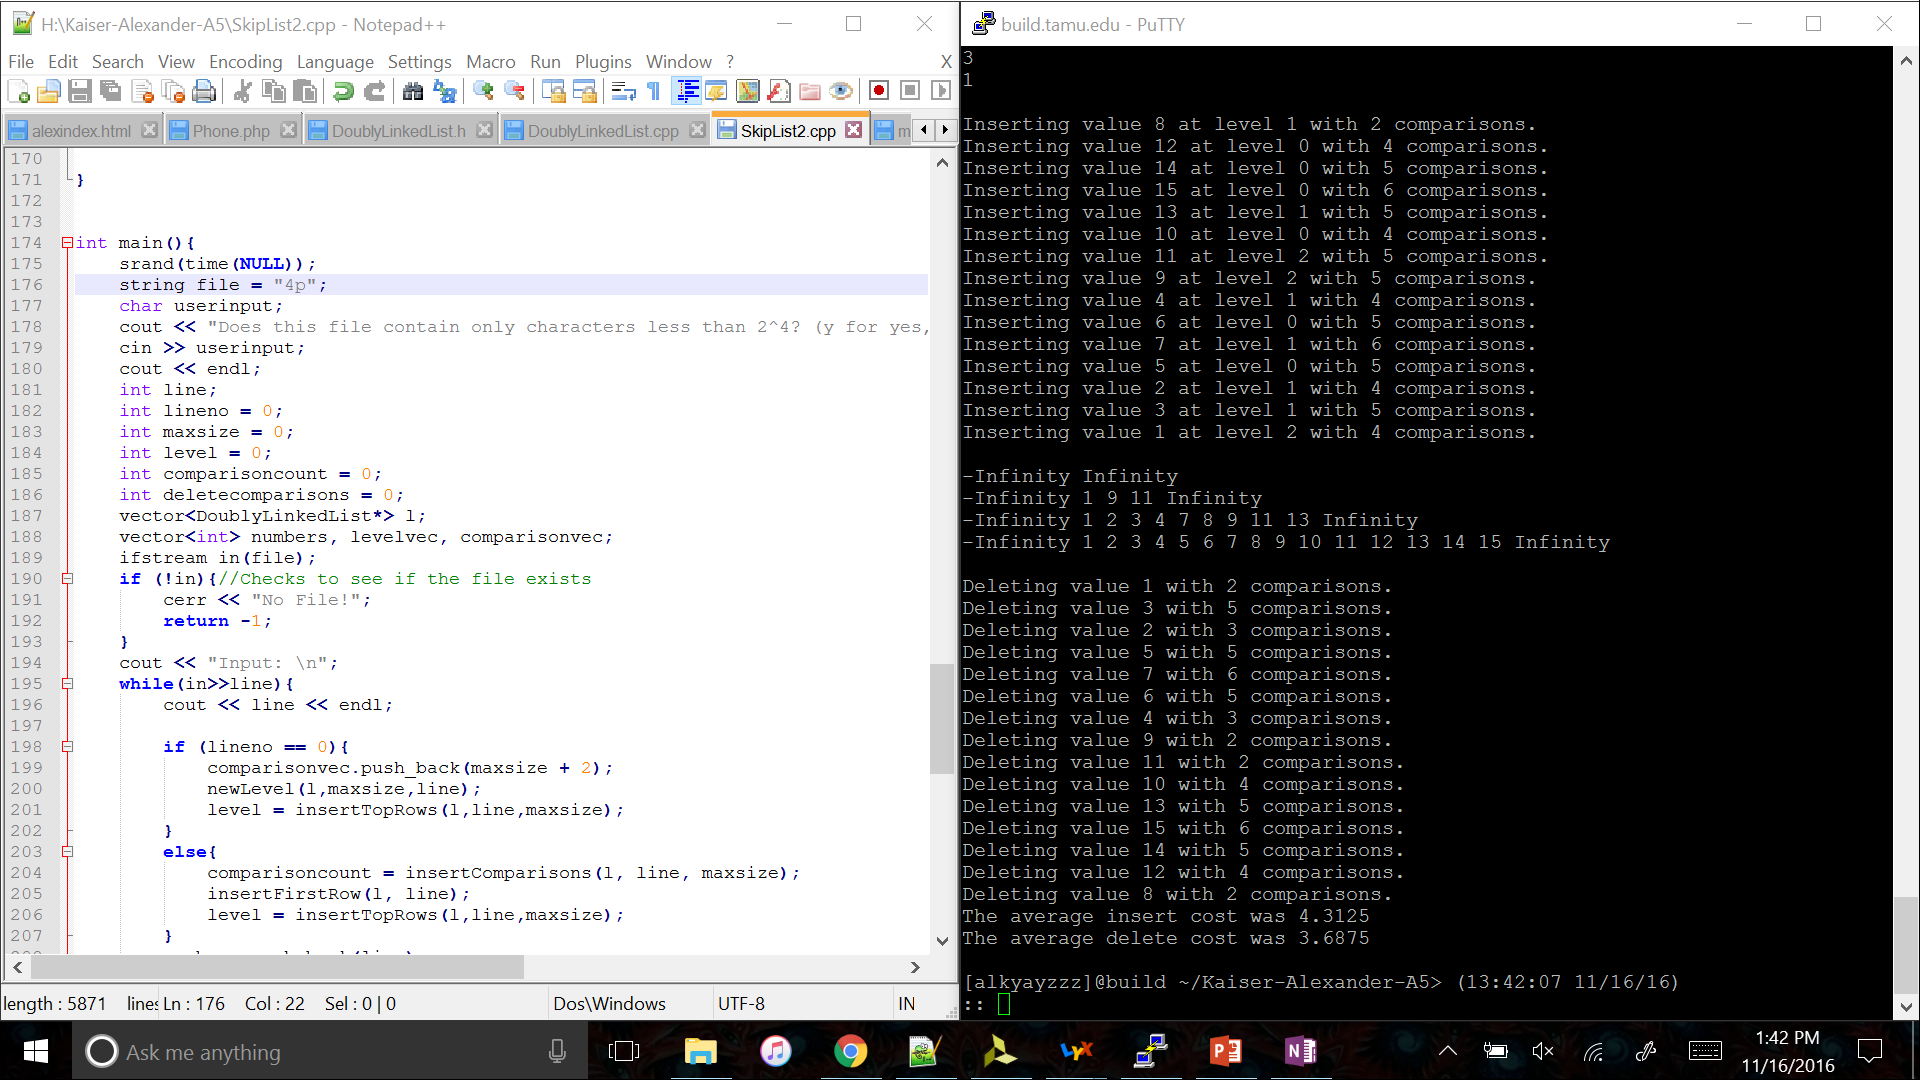 H:\Kaiser-Alexander-A5\SkipList2.cpp - Notepad++
File Edit Search View Encoding Language Settings Macro Run Plugins Window ? X
alexindex.html Phone.php DoublyLinkedList.h DoublyLinkedList.cpp SkipList2.cpp m
170
171 }
172
173
174 int main(){
175 srand(time(NULL));
176 string file = "4p";
177 char userinput;
178 cout << "Does this file contain only characters less than 2^4? (y for yes,
179 cin >> userinput;
180 cout << endl;
181 int line;
182 int lineno = 0;
183 int maxsize = 0;
184 int level = 0;
185 int comparisoncount = 0;
186 int deletecomparisons = 0;
187 vector<DoublyLinkedList*> l;
188 vector<int> numbers, levelvec, comparisonvec;
189 ifstream in(file);
190 if (!in){//Checks to see if the file exists
191 cerr << "No File!";
192 return -1;
193 }
194 cout << "Input: \n";
195 while(in>>line){
196 cout << line << endl;
197
198 if (lineno == 0){
199 comparisonvec.push_back(maxsize + 2);
200 newLevel(l,maxsize,line);
201 level = insertTopRows(l,line,maxsize);
202 }
203 else{
204 comparisoncount = insertComparisons(l, line, maxsize);
205 insertFirstRow(l, line);
206 level = insertTopRows(l,line,maxsize);
207 }
length : 5871 lines Ln : 176 Col : 22 Sel : 0 | 0 Dos\Windows UTF-8 IN
build.tamu.edu - PuTTY
3
1
Inserting value 8 at level 1 with 2 comparisons.
Inserting value 12 at level 0 with 4 comparisons.
Inserting value 14 at level 0 with 5 comparisons.
Inserting value 15 at level 0 with 6 comparisons.
Inserting value 13 at level 1 with 5 comparisons.
Inserting value 10 at level 0 with 4 comparisons.
Inserting value 11 at level 2 with 5 comparisons.
Inserting value 9 at level 2 with 5 comparisons.
Inserting value 4 at level 1 with 4 comparisons.
Inserting value 6 at level 0 with 5 comparisons.
Inserting value 7 at level 1 with 6 comparisons.
Inserting value 5 at level 0 with 5 comparisons.
Inserting value 2 at level 1 with 4 comparisons.
Inserting value 3 at level 1 with 5 comparisons.
Inserting value 1 at level 2 with 4 comparisons.
-Infinity Infinity
-Infinity 1 9 11 Infinity
-Infinity 1 2 3 4 7 8 9 11 13 Infinity
-Infinity 1 2 3 4 5 6 7 8 9 10 11 12 13 14 15 Infinity
Deleting value 1 with 2 comparisons.
Deleting value 3 with 5 comparisons.
Deleting value 2 with 3 comparisons.
Deleting value 5 with 5 comparisons.
Deleting value 7 with 6 comparisons.
Deleting value 6 with 5 comparisons.
Deleting value 4 with 3 comparisons.
Deleting value 9 with 2 comparisons.
Deleting value 11 with 2 comparisons.
Deleting value 10 with 4 comparisons.
Deleting value 13 with 5 comparisons.
Deleting value 15 with 6 comparisons.
Deleting value 14 with 5 comparisons.
Deleting value 12 with 4 comparisons.
Deleting value 8 with 2 comparisons.
The average insert cost was 4.3125
The average delete cost was 3.6875
[alkyayzzz]@build ~/Kaiser-Alexander-A5> (13:42:07 11/16/16)
::
Ask me anything
1:42 PM
11/16/2016